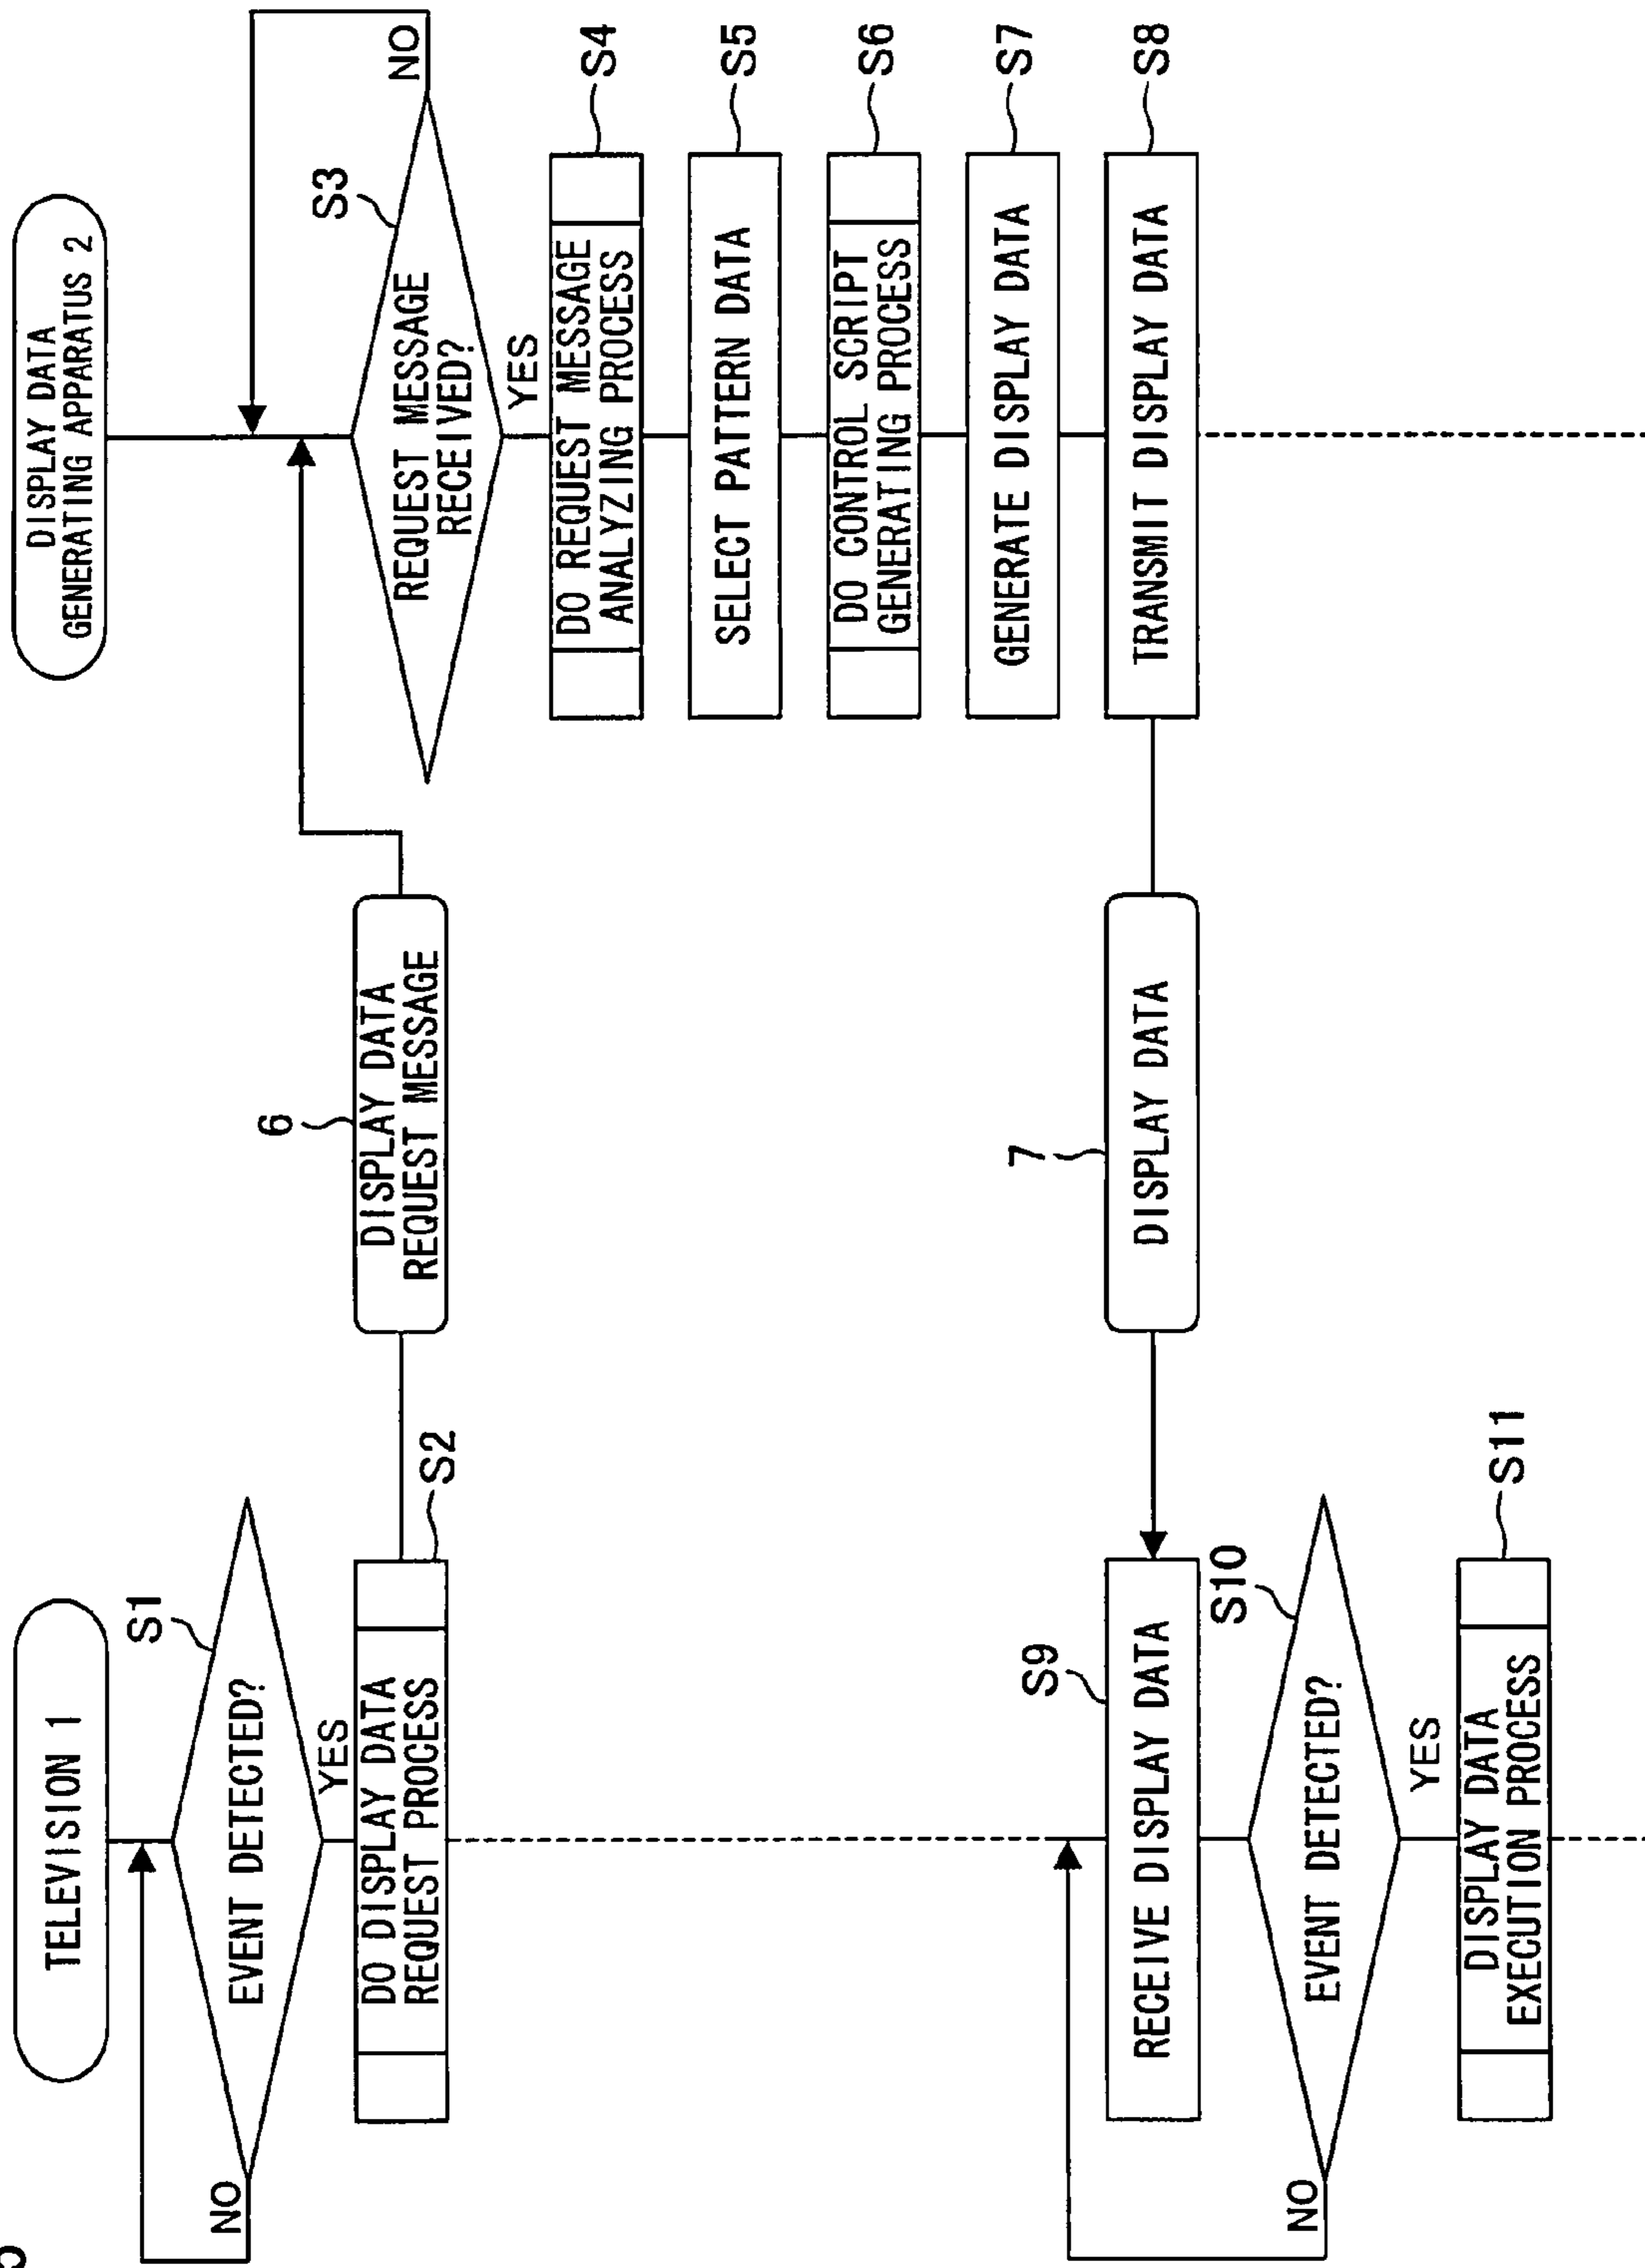 TELEVISION 1
S1
EVENT DETECTED?
NO
YES
S2
DO DISPLAY DATA
REQUEST PROCESS
6
DISPLAY DATA
REQUEST MESSAGE
DISPLAY DATA
GENERATING APPARATUS 2
S3
REQUEST MESSAGE
RECEIVED?
NO
YES
DO REQUEST MESSAGE
ANALYZING PROCESS
S4
SELECT PATTERN DATA
S5
DO CONTROL SCRIPT
GENERATING PROCESS
S6
GENERATE DISPLAY DATA
S7
TRANSMIT DISPLAY DATA
S8
7
DISPLAY DATA
S9
RECEIVE DISPLAY DATA
S10
EVENT DETECTED?
NO
YES
S11
DISPLAY DATA
EXECUTION PROCESS